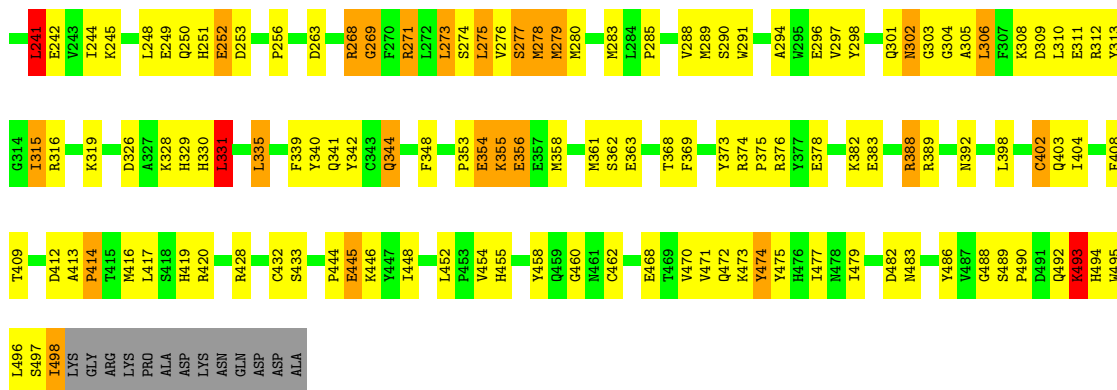 L241
E242
V243
I244
K245
L248
E249
Q250
H251
E252
D253
P256
D263
R268
G269
F270
R271
L272
L273
S274
L275
V276
S277
M278
M279
M280
M283
L284
P285
V288
M289
S290
W291
A294
W295
E296
V297
Y298
Q301
N302
G303
G304
A305
L306
F307
K308
D309
L310
E311
R312
Y313
G314
I315
R316
K319
D326
A327
K328
H329
H330
L331
L335
F339
Y340
Q341
Y342
C343
Q344
F348
P353
E354
K355
E356
E357
M358
M361
S362
E363
T368
F369
Y373
R374
P375
R376
Y377
E378
K382
E383
R388
R389
N392
L398
C402
Q403
I404
T409
D412
A413
P414
T415
M416
L417
S418
H419
R420
R428
C432
S433
P444
E445
K446
Y447
I448
L452
P453
V454
H455
Y458
Q459
G460
N461
C462
E468
T469
V470
V471
Q472
K473
V474
Y475
H476
I477
N478
I479
D482
N483
Y486
V487
G488
S489
P490
D491
Q492
K493
H494
W495
L496
S497
I498
LYS
GLY
ARG
LYS
PRO
ALA
ASP
LYS
ASN
GLN
ASP
ASP
ALA